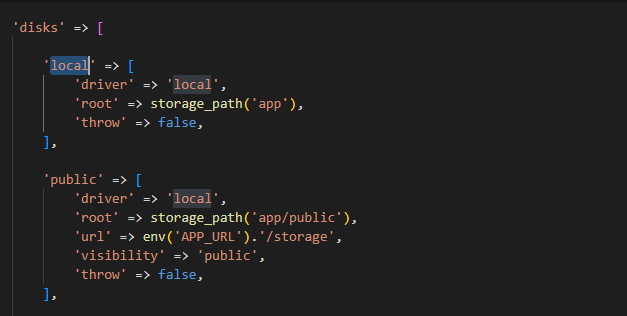 'disks' => [
'local' => [
'driver' => 'local',
'root' => storage_path('app'),
'throw' => false,
],
'public' => [
'driver' => 'local',
'root' => storage_path('app/public'),
'url' => env('APP_URL').'/storage',
'visibility' => 'public',
'throw' => false,
],